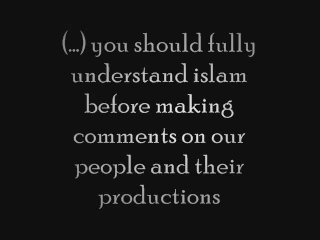 (...) you should fully
understand islam
before making
comments on our
people and their
productions